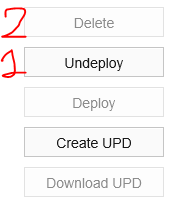 2 Delete
1 Undeploy
Deploy
Create UPD
Download UPD